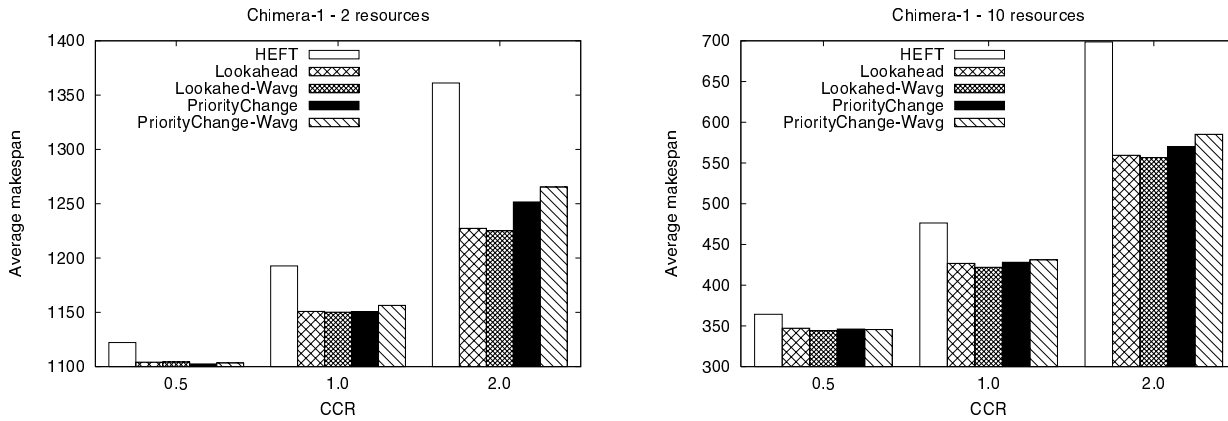 Chimera-1 - 2 resources
1400
1350
1300
1250
1200
1150
1100
Average makespan
HEFT
Lookahead
Lookahed-Wavg
PriorityChange
PriorityChange-Wavg
0.5
1.0
2.0
CCR
Chimera-1 - 10 resources
700
650
600
550
500
450
400
350
300
Average makespan
HEFT
Lookahead
Lookahed-Wavg
PriorityChange
PriorityChange-Wavg
0.5
1.0
2.0
CCR